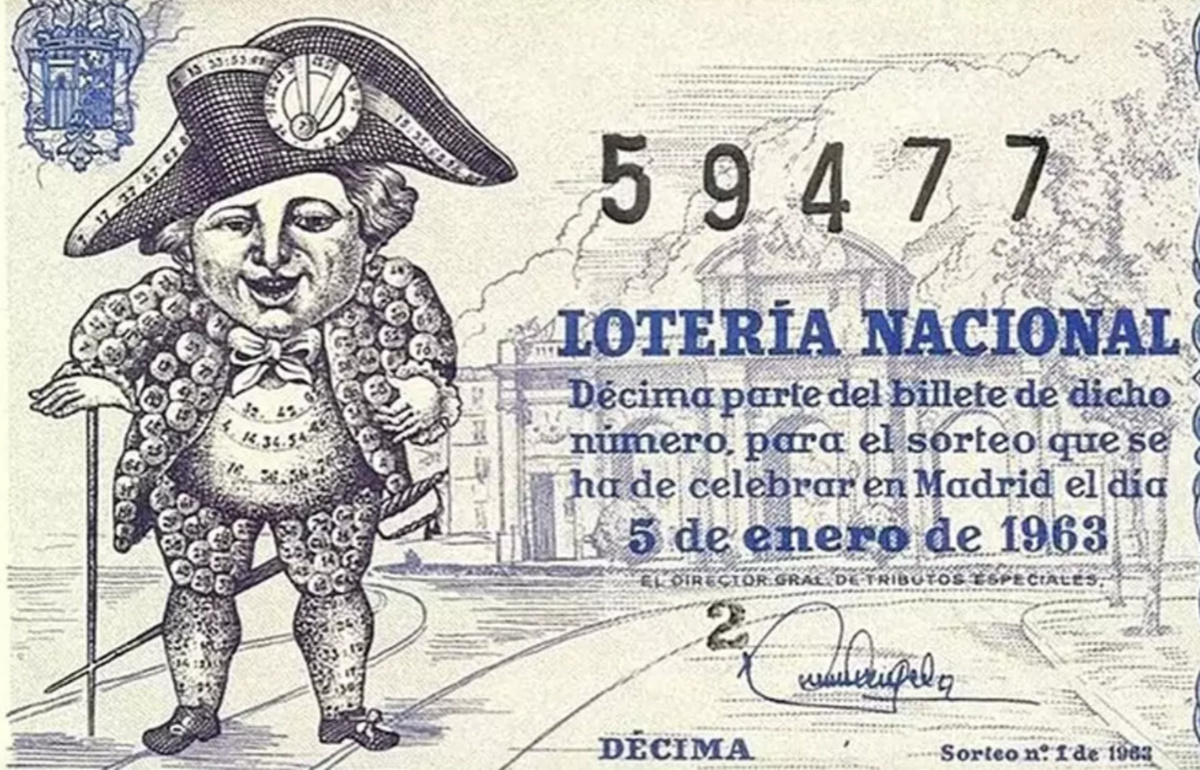 59477
LOTERÍA NACIONAL
Décima parte del billete de dicho
número, para el sorteo que se
ha de celebrar en Madrid el día
5 de enero de 1963
EL DIRECTOR GRAL. DE TRIBUTOS ESPECIALES,
2
DÉCIMA
Sorteo n.º 1 de 1963